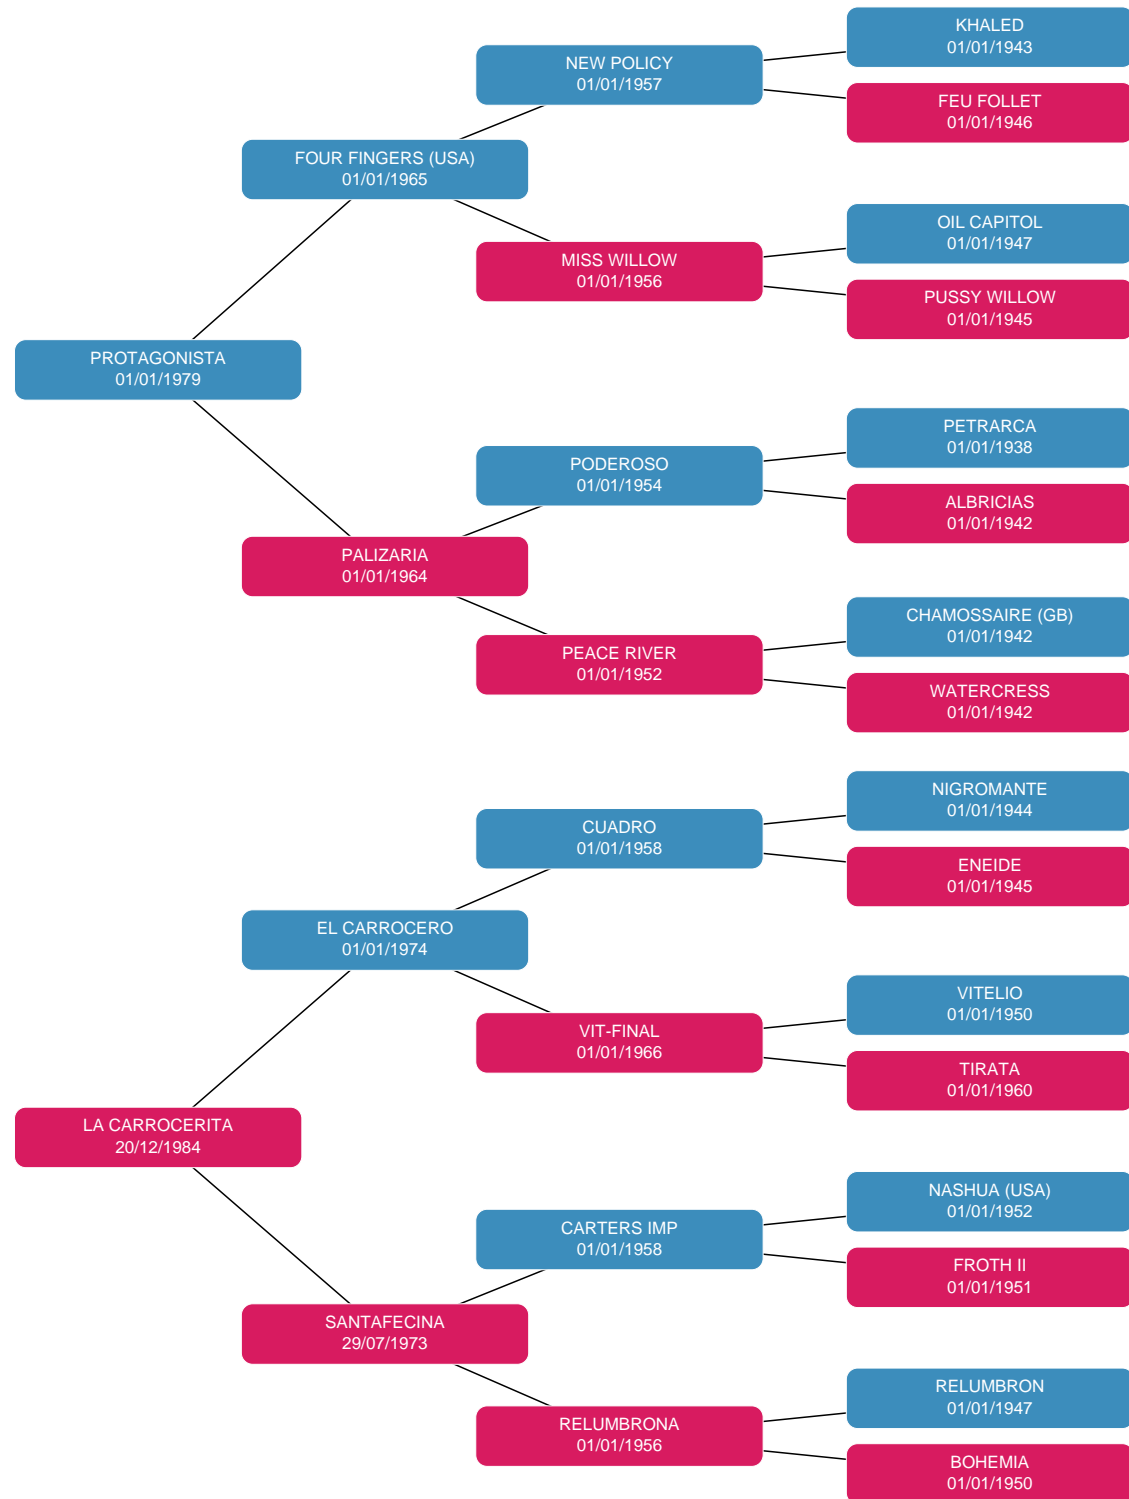 KHALED
01/01/1943
NEW POLICY
01/01/1957
FEU FOLLET
01/01/1946
FOUR FINGERS (USA)
01/01/1965
OIL CAPITOL
01/01/1947
MISS WILLOW
01/01/1956
PUSSY WILLOW
01/01/1945
PROTAGONISTA
01/01/1979
PETRARCA
01/01/1938
PODEROSO
01/01/1954
ALBRICIAS
01/01/1942
PALIZARIA
01/01/1964
CHAMOSSAIRE (GB)
01/01/1942
PEACE RIVER
01/01/1952
WATERCRESS
01/01/1942
NIGROMANTE
01/01/1944
CUADRO
01/01/1958
ENEIDE
01/01/1945
EL CARROCERO
01/01/1974
VITELIO
01/01/1950
VIT-FINAL
01/01/1966
TIRATA
01/01/1960
LA CARROCERITA
20/12/1984
NASHUA (USA)
01/01/1952
CARTERS IMP
01/01/1958
FROTH II
01/01/1951
SANTAFECINA
29/07/1973
RELUMBRON
01/01/1947
RELUMBRONA
01/01/1956
BOHEMIA
01/01/1950